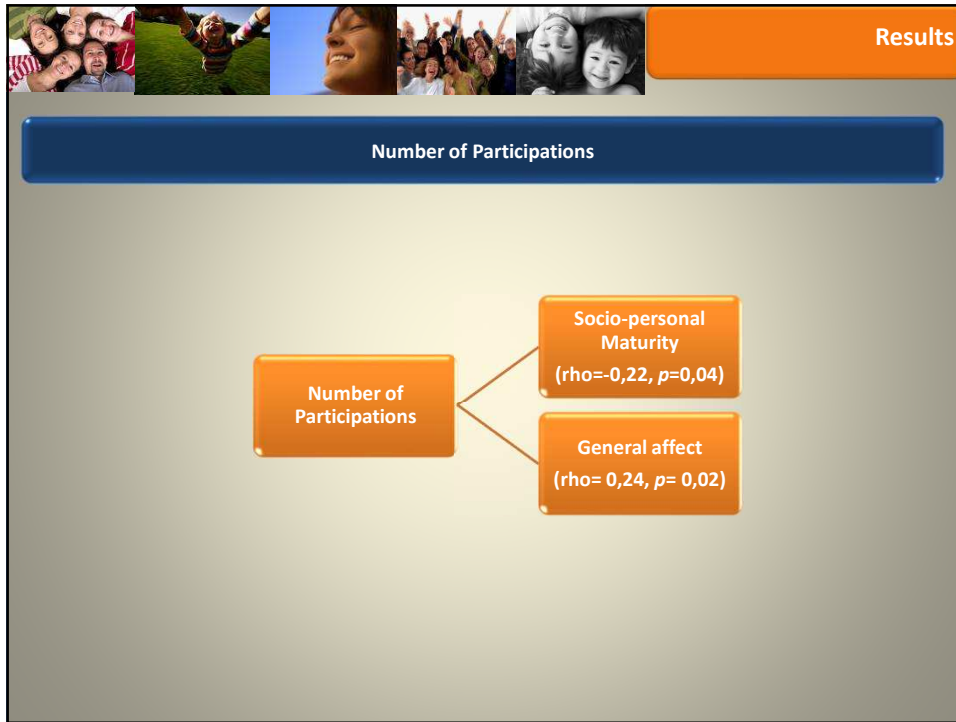 Results
Number of Participations
Number of
Participations
Socio-personal
Maturity
(rho=-0,22, p=0,04)
General affect
(rho= 0,24, p= 0,02)